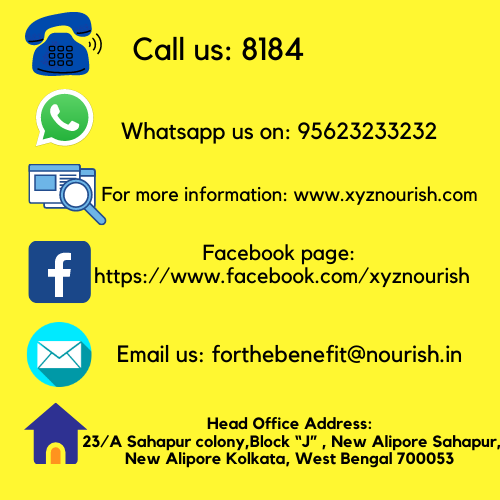 Call us: 8184
Whatsapp us on: 95623233232
For more information: www.xyznourish.com
Facebook page:
https://www.facebook.com/xyznourish
Email us: forthebenefit@nourish.in
Head Office Address:
23/A Sahapur colony,Block “J” , New Alipore Sahapur,
New Alipore Kolkata, West Bengal 700053